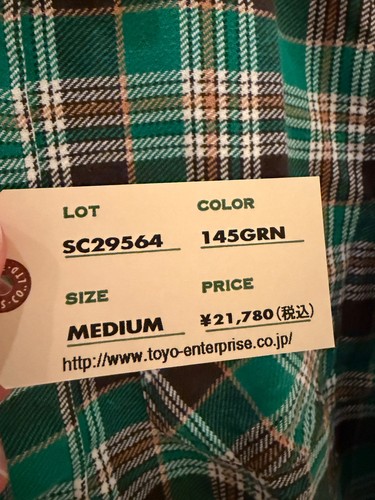 LOT COLOR
SC29564 145GRN
SIZE PRICE
MEDIUM ¥21,780(税込)
http://www.toyo-enterprise.co.jp/